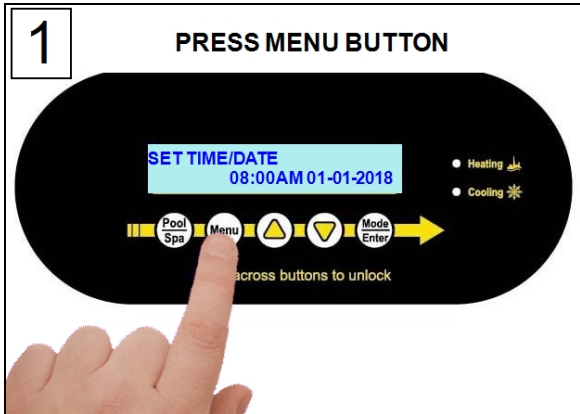 1
PRESS MENU BUTTON
SET TIME/DATE
08:00AM 01-01-2018
Heating
Cooling
Pool
Spa
Menu
Mode
Enter
across buttons to unlock